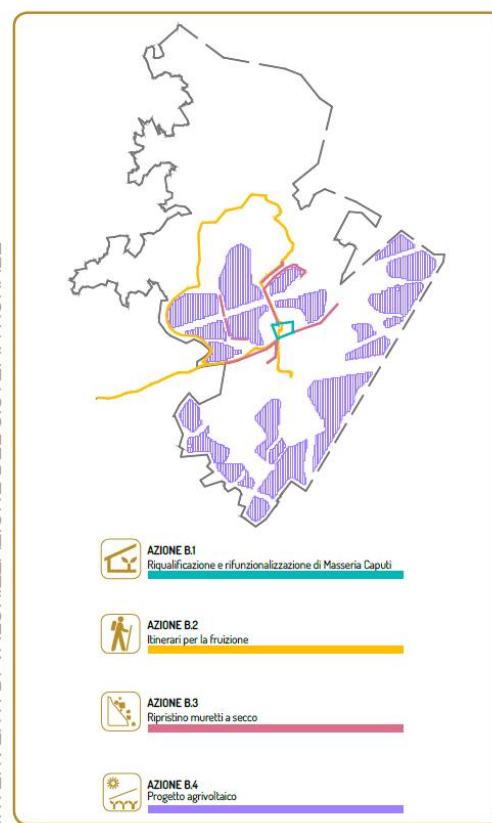 AZIONE B.1
Riqualificazione e rifunzionalizzazione di Masseria Caputi
AZIONE B.2
Itinerari per la fruizione
AZIONE B.3
Ripristino muretti a secco
AZIONE B.4
Progetto agrivoltaico